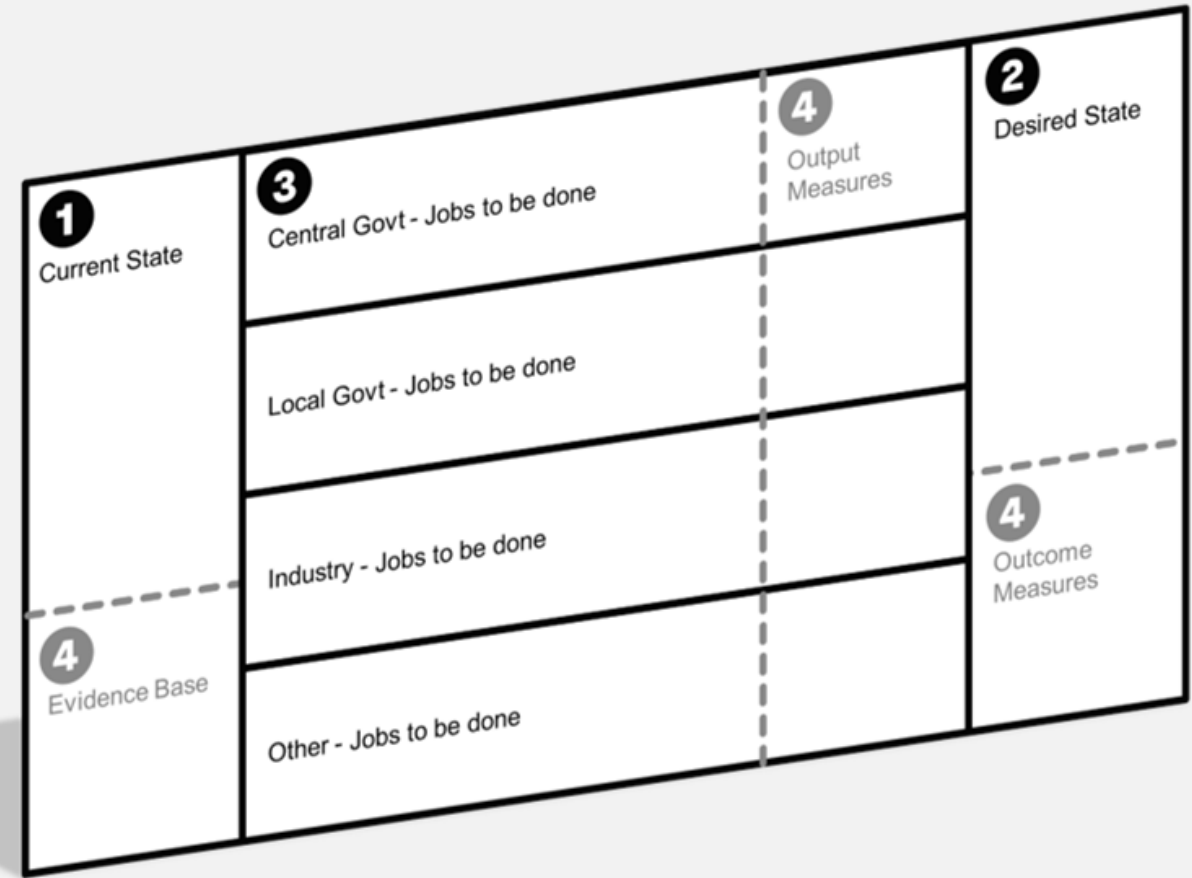 1
Current State
4
Evidence Base
3
Central Govt - Jobs to be done
Local Govt - Jobs to be done
Industry - Jobs to be done
Other - Jobs to be done
4
Output
Measures
2
Desired State
4
Outcome
Measures